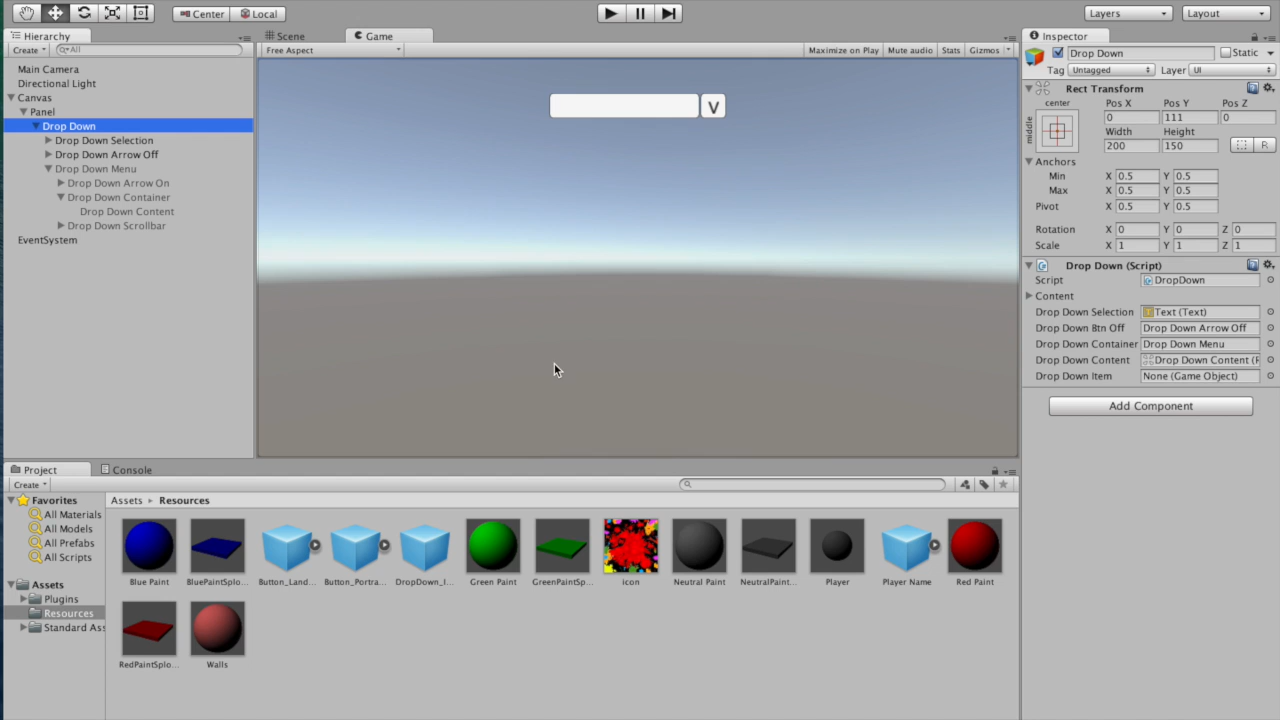 Center Local Layers Layout
Hierarchy
Create All
Main Camera
Directional Light
Canvas
Panel
Drop Down
Drop Down Selection
Drop Down Arrow Off
Drop Down Menu
Drop Down Arrow On
Drop Down Container
Drop Down Content
Drop Down Scrollbar
EventSystem
Scene Game
Free Aspect Maximize on Play Mute audio Stats Gizmos
V
Inspector
Drop Down Static
Tag Untagged Layer UI
Rect Transform
center Pos X Pos Y Pos Z
middle 0 111 0
Width Height
200 150 R
Anchors
Min X 0.5 Y 0.5
Max X 0.5 Y 0.5
Pivot X 0.5 Y 0.5
Rotation X 0 Y 0 Z 0
Scale X 1 Y 1 Z 1
Drop Down (Script)
Script DropDown
Content
Drop Down Selection Text (Text)
Drop Down Btn Off Drop Down Arrow Off
Drop Down Container Drop Down Menu
Drop Down Content Drop Down Content (R
Drop Down Item None (Game Object)
Add Component
Project Console
Create
Favorites
All Materials
All Models
All Prefabs
All Scripts
Assets
Plugins
Resources
Standard Ass
Assets Resources
Blue Paint BluePaintSplo... Button_Land... Button_Portra... DropDown_I... Green Paint GreenPaintSp... icon Neutral Paint NeutralPaint... Player Player Name Red Paint
RedPaintSplo... Walls